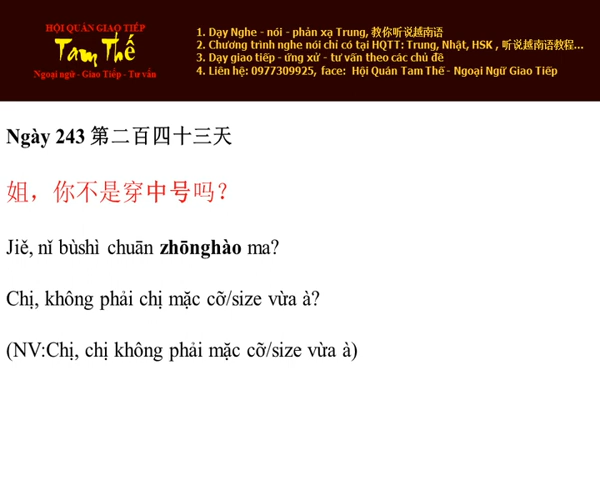 HỘI QUÁN GIAO TIẾP
Tam Thế
Ngoại ngữ - Giao Tiếp - Tư vấn
1. Dạy Nghe - nói - phản xạ Trung, 教你听说越南语
2. Chương trình nghe nói chỉ có tại HQTT: Trung, Nhật, HSK , 听说越南语教程...
3. Dạy giao tiếp - ứng xử - tư vấn theo các chủ đề
4. Liên hệ: 0977309925, face: Hội Quán Tam Thế - Ngoại Ngữ Giao Tiếp
Ngày 243 第二百四十三天
姐，你不是穿中号吗？
Jiě, nǐ bùshì chuān zhōnghào ma?
Chị, không phải chị mặc cỡ/size vừa à?
(NV:Chị, chị không phải mặc cỡ/size vừa à)